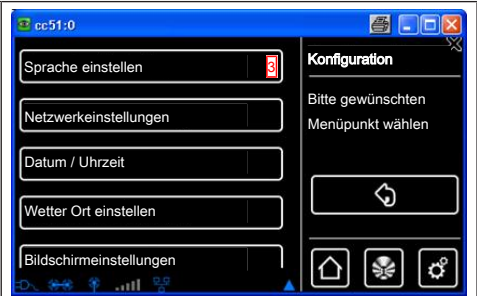 cc51:0
Sprache einstellen 3
Netzwerkeinstellungen
Datum / Uhrzeit
Wetter Ort einstellen
Bildschirmeinstellungen
Konfiguration
Bitte gewünschten
Menüpunkt wählen